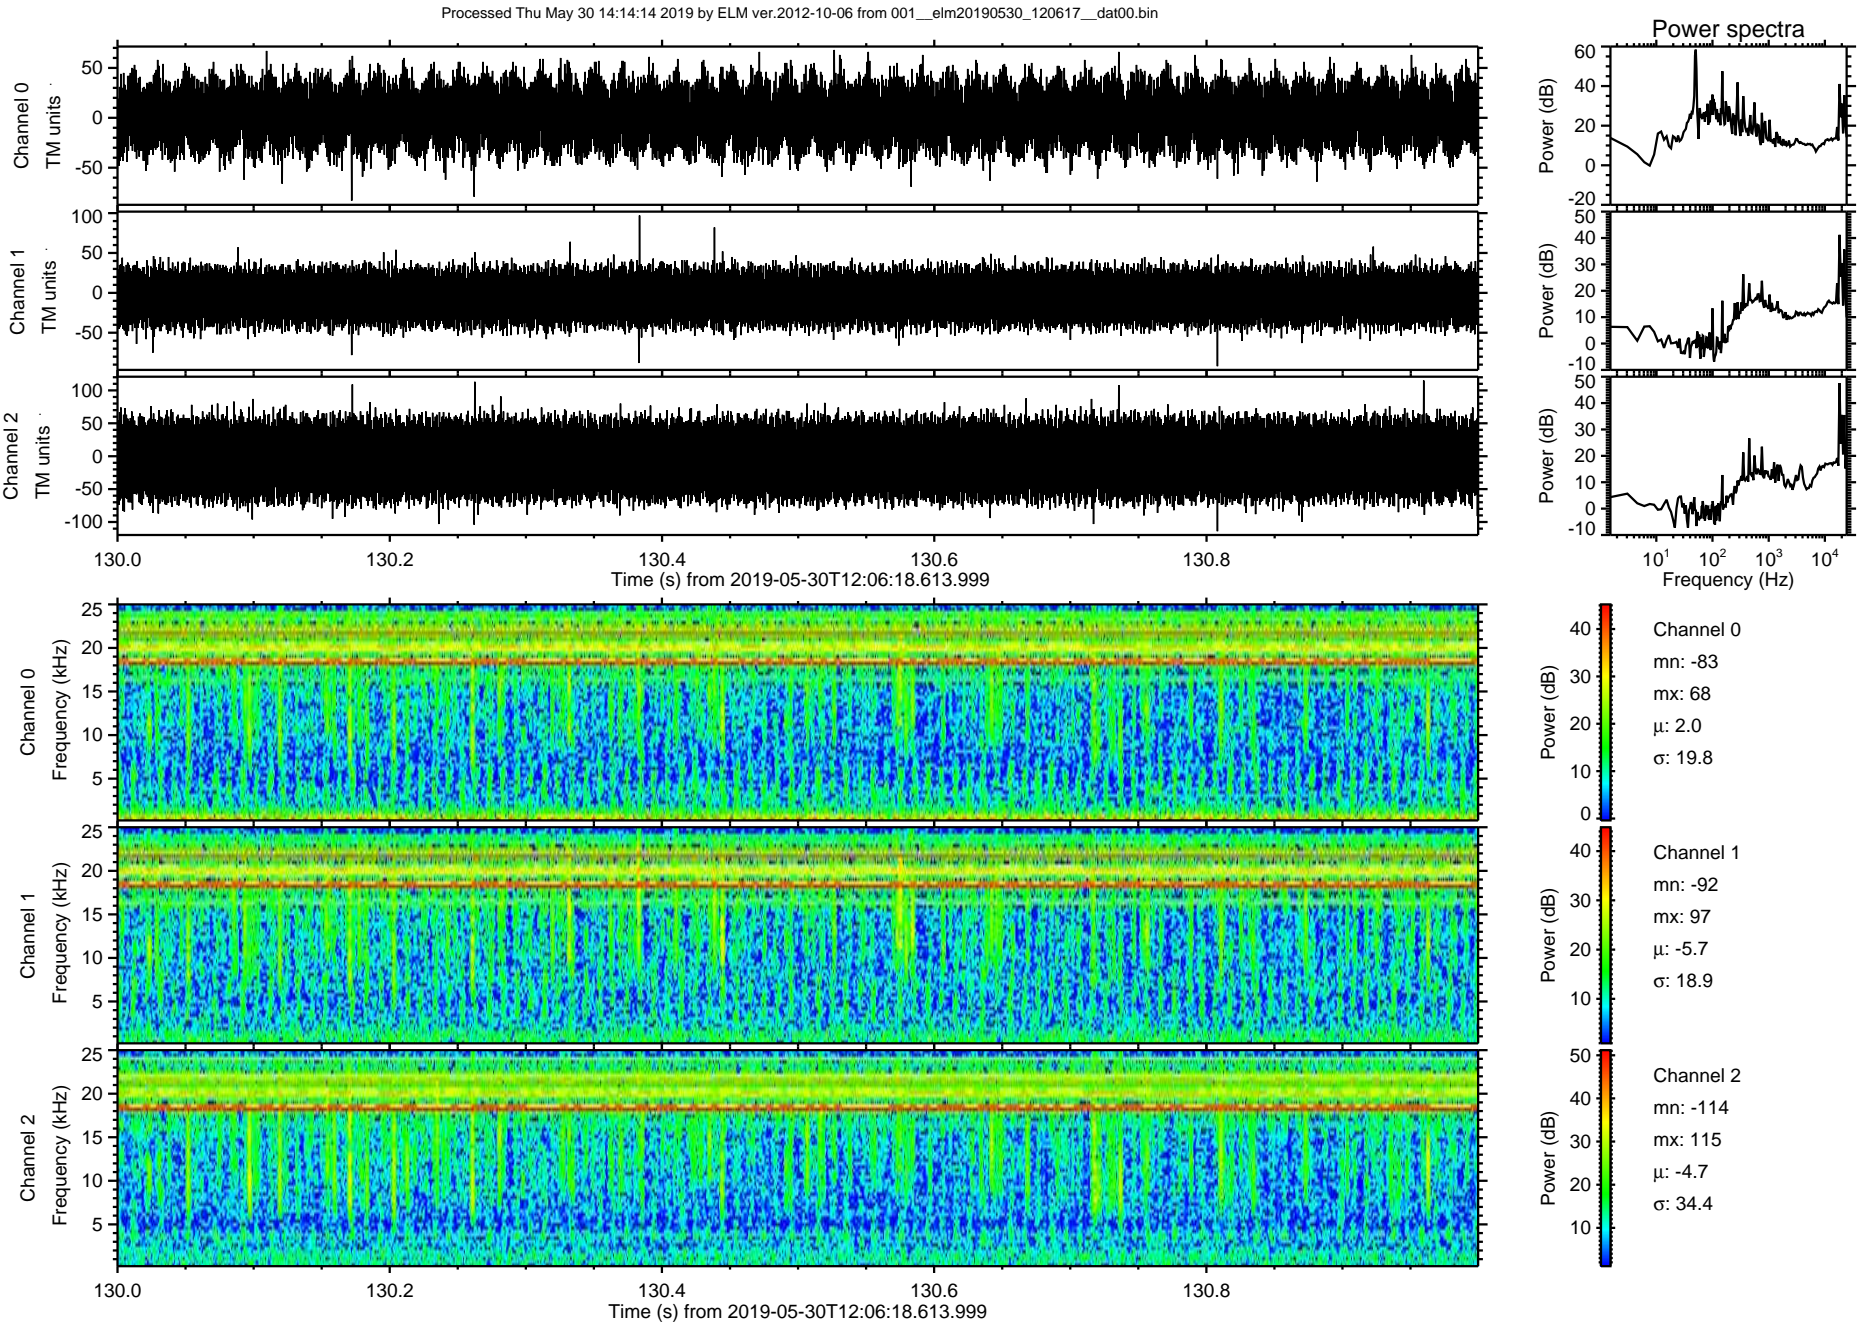 Processed Thu May 30 14:14:14 2019 by ELM ver.2012-10-06 from 001__elm20190530_120617__dat00.bin
Power spectra
Channel 0
TM units
50
0
-50
Power (dB)
60
40
20
0
-20
Channel 1
TM units
100
50
0
-50
Power (dB)
50
40
30
20
10
0
-10
Channel 2
TM units
100
50
0
-50
-100
Power (dB)
50
40
30
20
10
0
-10
130.0 130.2 130.4 130.6 130.8
Time (s) from 2019-05-30T12:06:18.613.999
10^1 10^2 10^3 10^4
Frequency (Hz)
Channel 0
Frequency (kHz)
25
20
15
10
5
Power (dB)
40
30
20
10
0
Channel 0
mn: -83
mx: 68
μ: 2.0
σ: 19.8
Channel 1
Frequency (kHz)
25
20
15
10
5
Power (dB)
40
30
20
10
Channel 1
mn: -92
mx: 97
μ: -5.7
σ: 18.9
Channel 2
Frequency (kHz)
25
20
15
10
5
Power (dB)
50
40
30
20
10
Channel 2
mn: -114
mx: 115
μ: -4.7
σ: 34.4
130.0 130.2 130.4 130.6 130.8
Time (s) from 2019-05-30T12:06:18.613.999